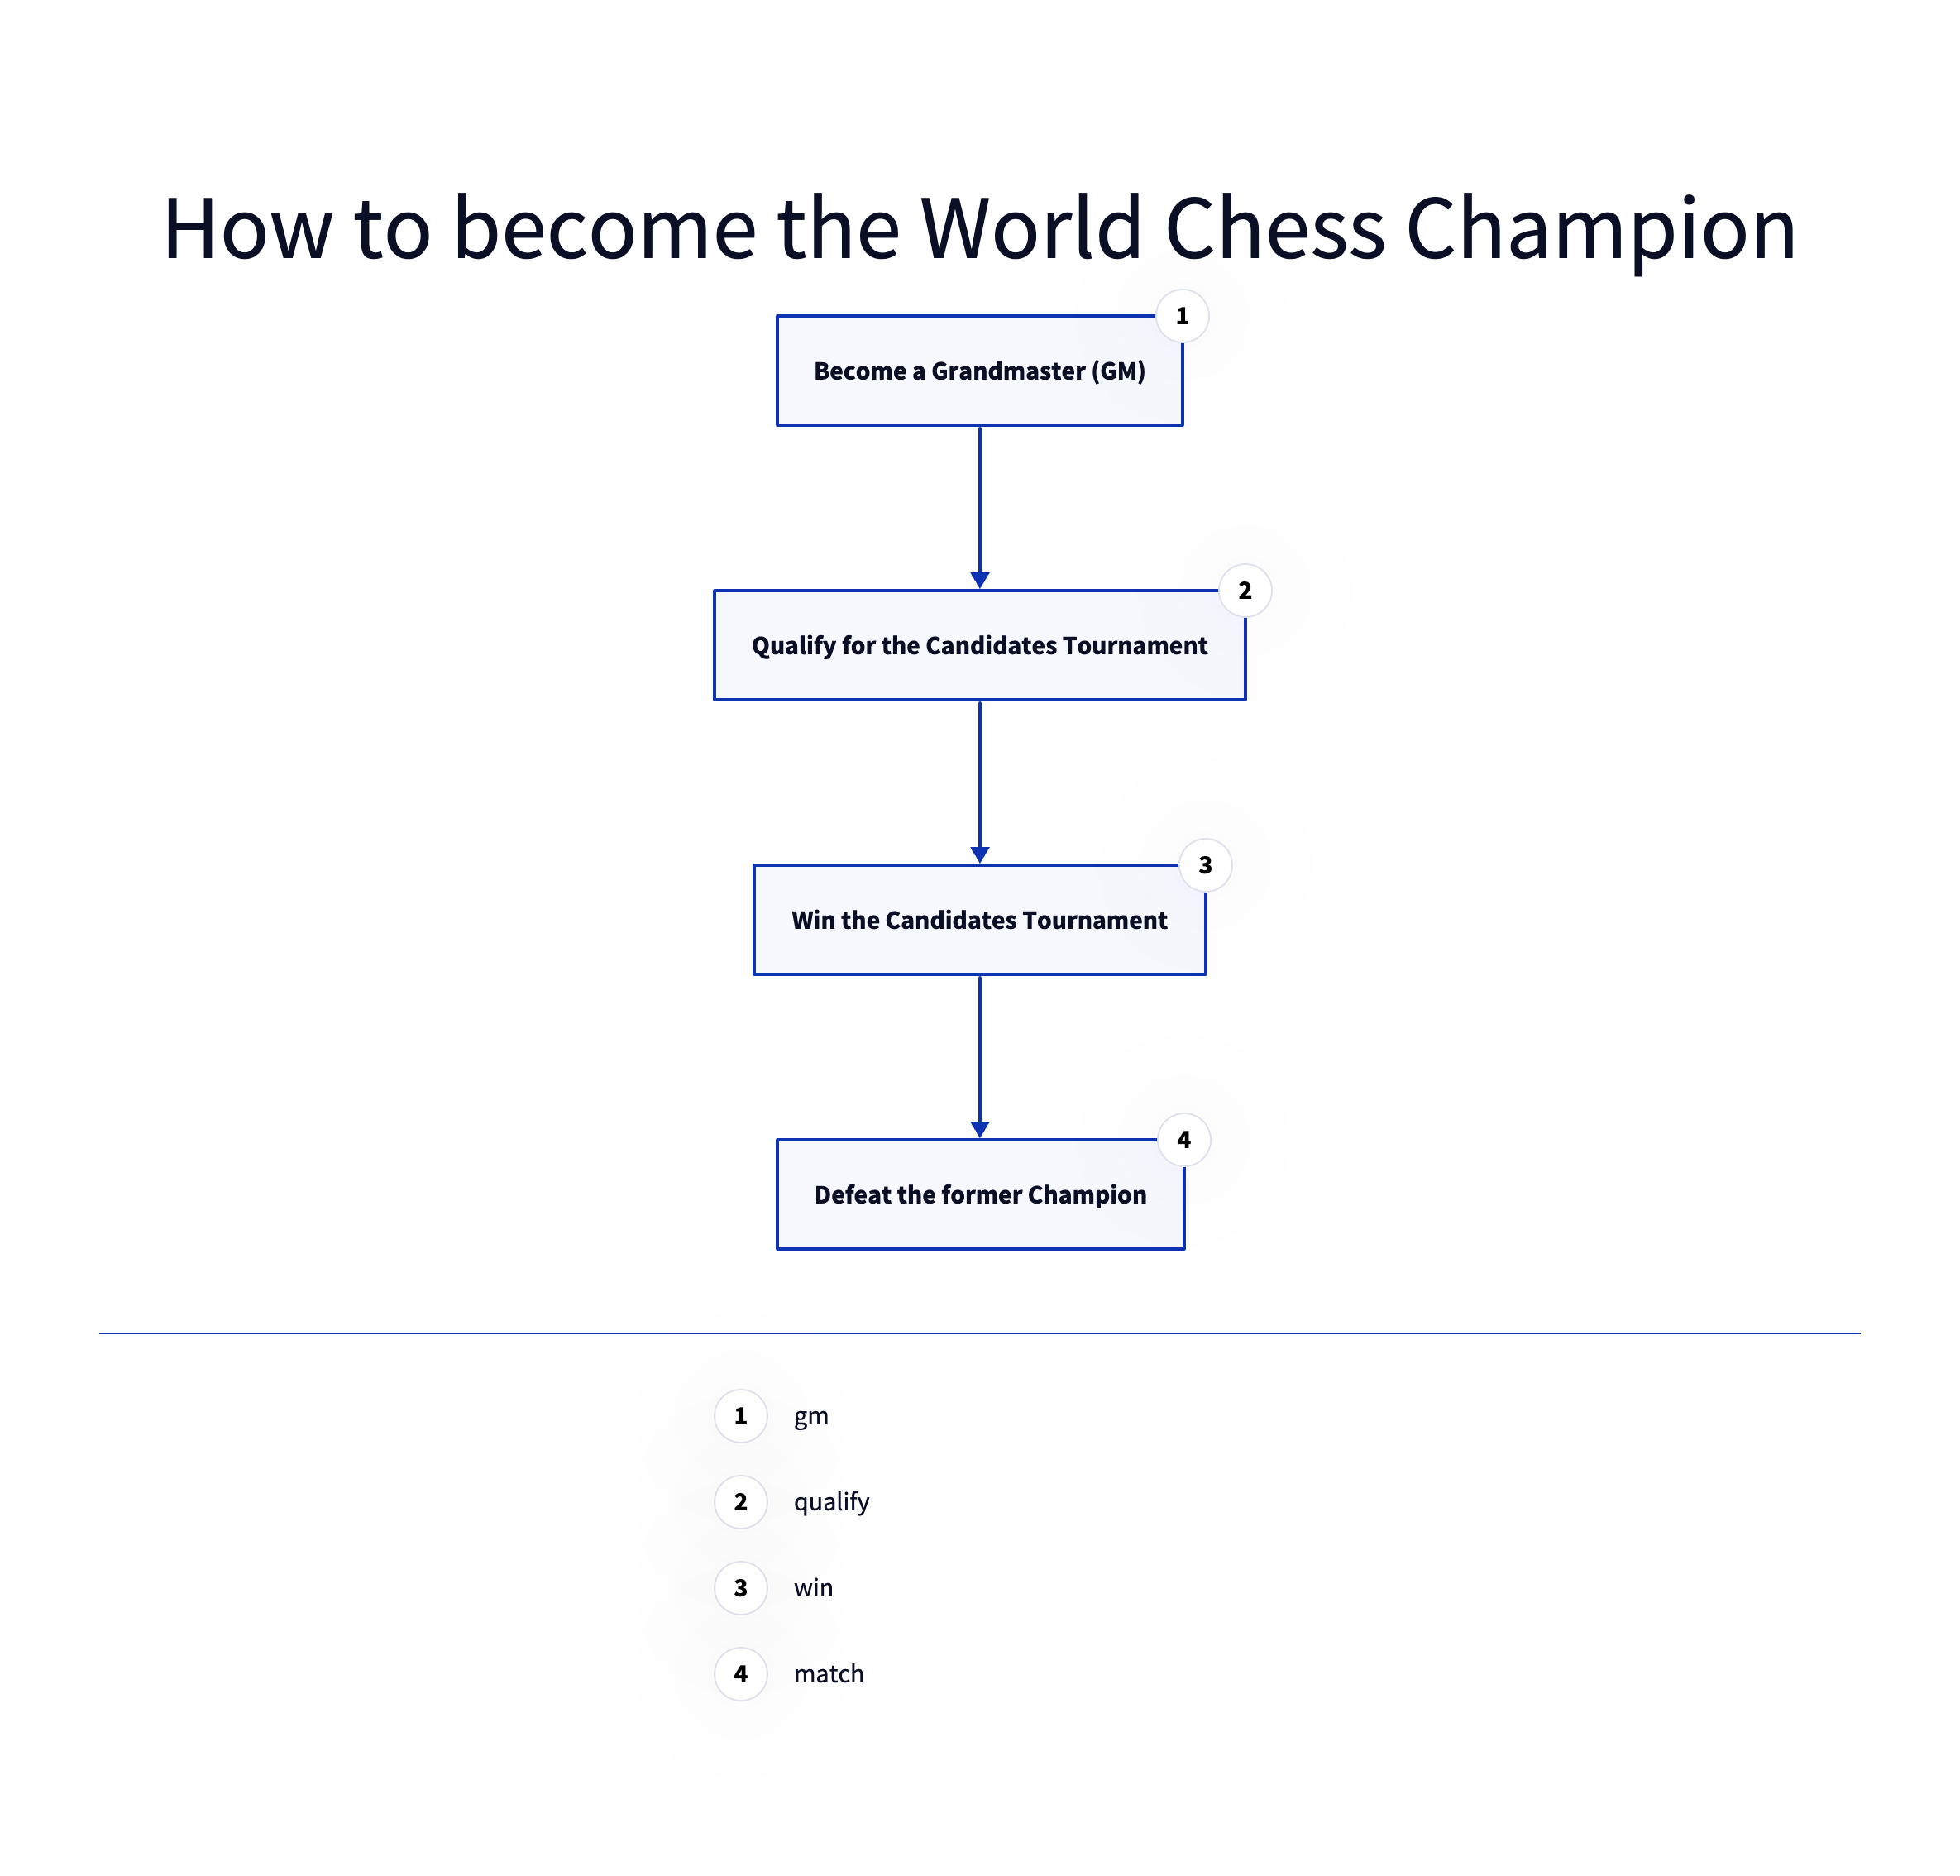 How to become the World Chess Champion
1
Become a Grandmaster (GM)
2
Qualify for the Candidates Tournament
3
Win the Candidates Tournament
4
Defeat the former Champion
1 gm
2 qualify
3 win
4 match